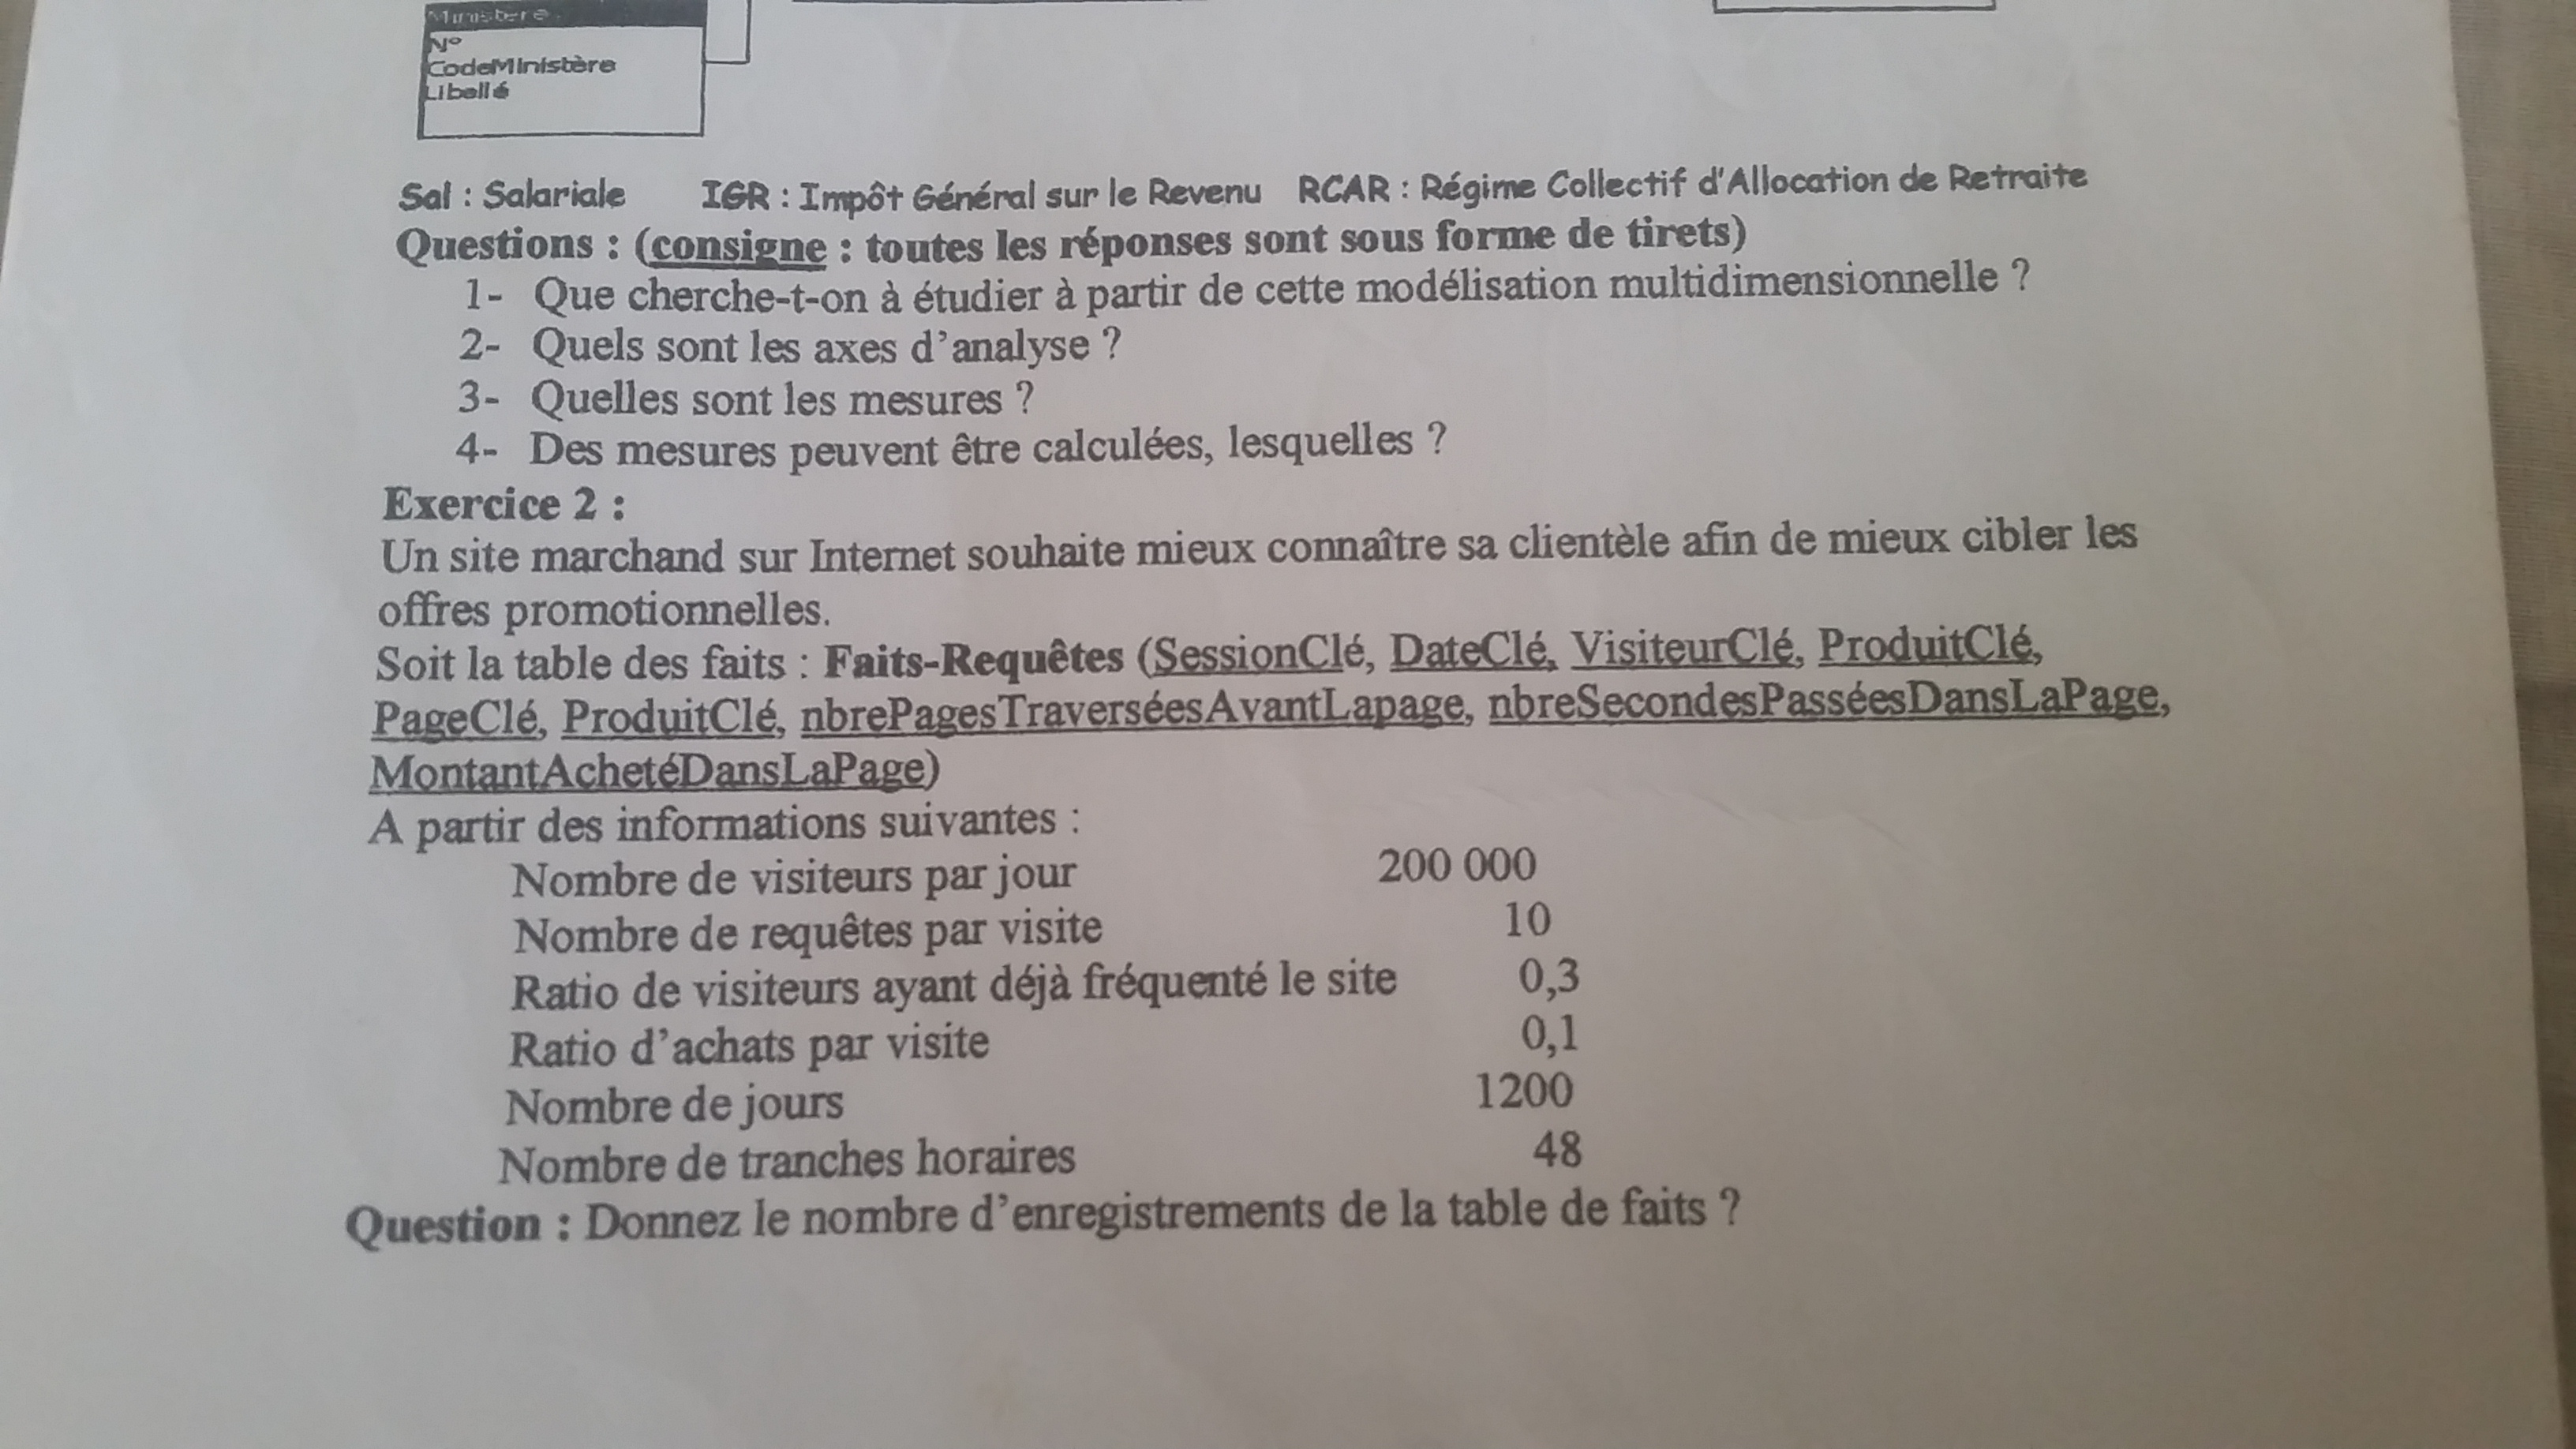 Ministère
N°
CodeMInistère
Libellé
Sal : Salariale IGR : Impôt Général sur le Revenu RCAR : Régime Collectif d'Allocation de Retraite
Questions : (consigne : toutes les réponses sont sous forme de tirets)
1- Que cherche-t-on à étudier à partir de cette modélisation multidimensionnelle ?
2- Quels sont les axes d'analyse ?
3- Quelles sont les mesures ?
4- Des mesures peuvent être calculées, lesquelles ?
Exercice 2 :
Un site marchand sur Internet souhaite mieux connaître sa clientèle afin de mieux cibler les
offres promotionnelles.
Soit la table des faits : Faits-Requêtes (SessionClé, DateClé, VisiteurClé, ProduitClé,
PageClé, ProduitClé, nbrePagesTraverséesAvantLapage, nbreSecondesPasséesDansLaPage,
MontantAchetéDansLaPage)
A partir des informations suivantes :
Nombre de visiteurs par jour 200 000
Nombre de requêtes par visite 10
Ratio de visiteurs ayant déjà fréquenté le site 0,3
Ratio d'achats par visite 0,1
Nombre de jours 1200
Nombre de tranches horaires 48
Question : Donnez le nombre d'enregistrements de la table de faits ?